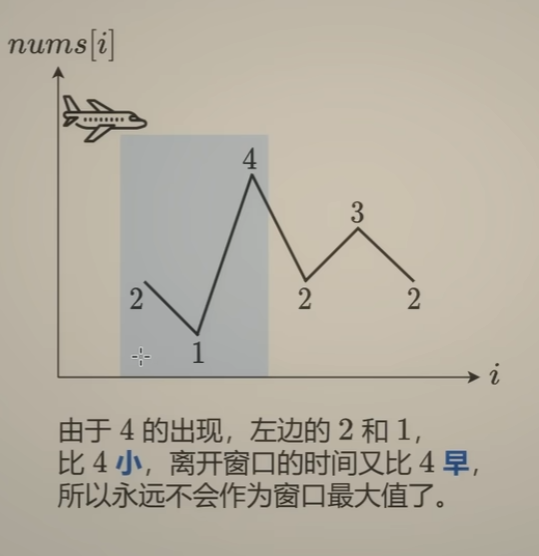 nums[i]
4
3
2
2
2
1
i
由于 4 的出现，左边的 2 和 1，
比 4 小，离开窗口的时间又比 4 早，
所以永远不会作为窗口最大值了。